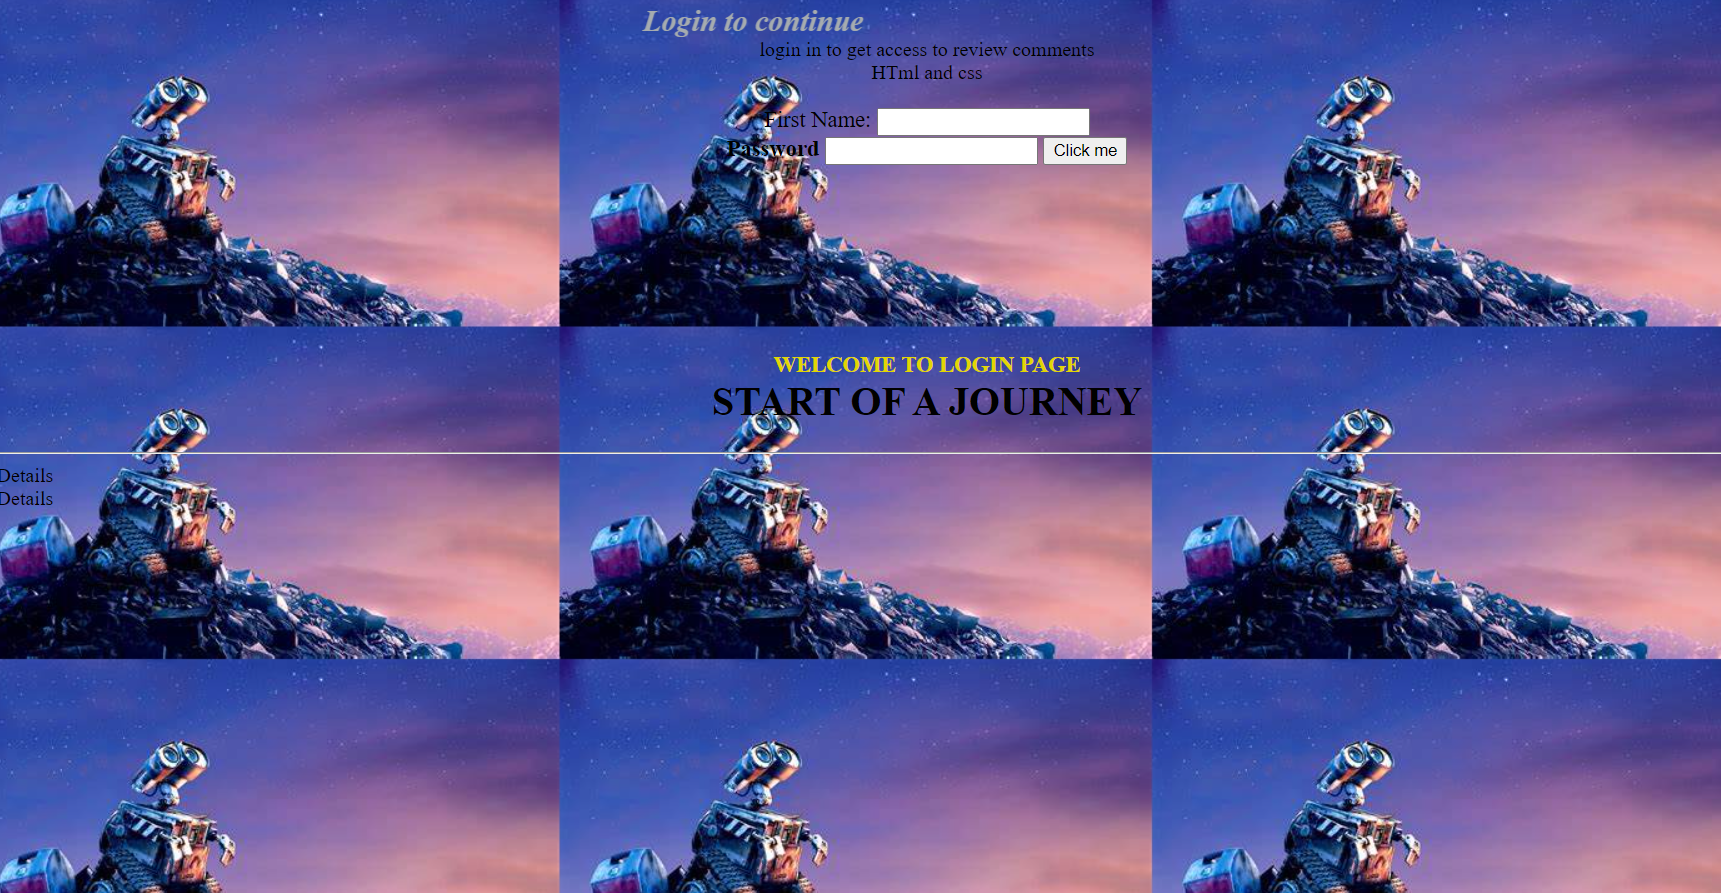 Login to continue
login in to get access to review comments
HTml and css
First Name:
Password Click me
WELCOME TO LOGIN PAGE
START OF A JOURNEY
Details
Details